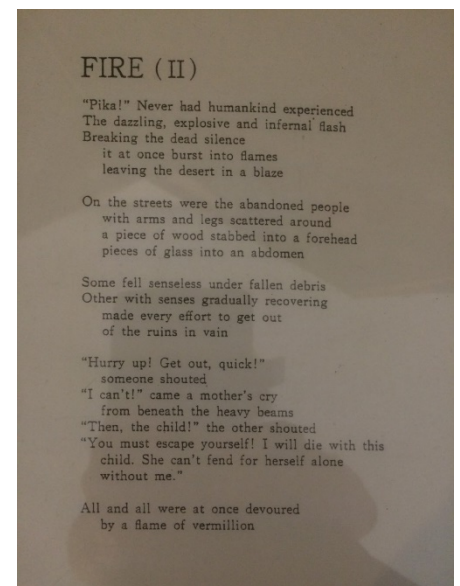 FIRE (II)
“Pika!” Never had humankind experienced
The dazzling, explosive and infernal flash
Breaking the dead silence
it at once burst into flames
leaving the desert in a blaze
On the streets were the abandoned people
with arms and legs scattered around
a piece of wood stabbed into a forehead
pieces of glass into an abdomen
Some fell senseless under fallen debris
Other with senses gradually recovering
made every effort to get out
of the ruins in vain
“Hurry up! Get out, quick!”
someone shouted
“I can't!” came a mother's cry
from beneath the heavy beams
“Then, the child!” the other shouted
“You must escape yourself! I will die with this
child. She can't fend for herself alone
without me.”
All and all were at once devoured
by a flame of vermillion